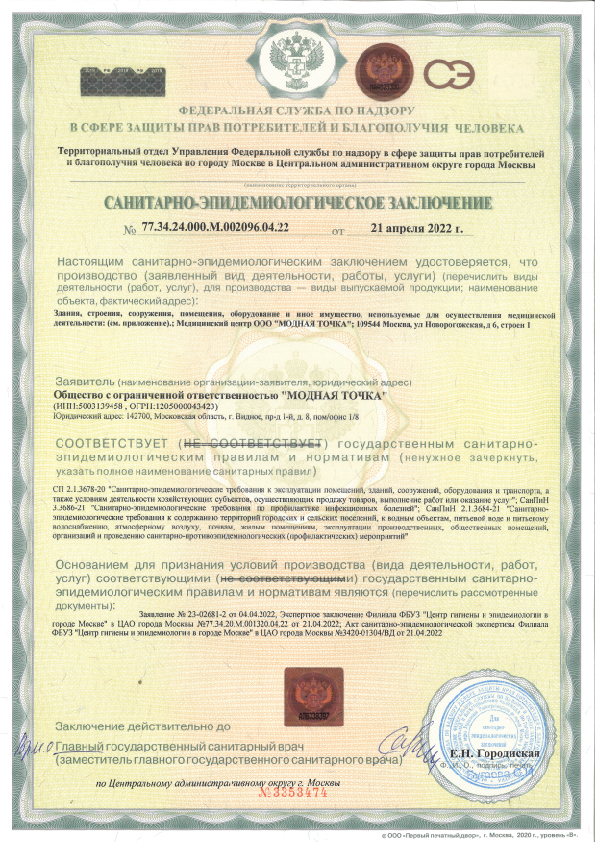 СЭ
ФЕДЕРАЛЬНАЯ СЛУЖБА ПО НАДЗОРУ
В СФЕРЕ ЗАЩИТЫ ПРАВ ПОТРЕБИТЕЛЕЙ И БЛАГОПОЛУЧИЯ ЧЕЛОВЕКА
Территориальный отдел Управления Федеральной службы по надзору в сфере защиты прав потребителей
и благополучия человека по городу Москве в Центральном административном округе города Москвы
(наименование территориального органа)
САНИТАРНО-ЭПИДЕМИОЛОГИЧЕСКОЕ ЗАКЛЮЧЕНИЕ
№ 77.34.24.000.М.002096.04.22 от 21 апреля 2022 г.
Настоящим санитарно-эпидемиологическим заключением удостоверяется, что
производство (заявленный вид деятельности, работы, услуги) (перечислить виды
деятельности (работ, услуг), для производства — виды выпускаемой продукции; наименование
объекта, фактический адрес):
Здания, строения, сооружения, помещения, оборудование и иное имущество, используемые для осуществления медицинской
деятельности: (см. приложение).; Медицинский центр ООО "МОДНАЯ ТОЧКА"; 109544 Москва, ул Новорогожская, д 6, строен 1
Заявитель (наименование организации-заявителя, юридический адрес)
Общество с ограниченной ответственностью "МОДНАЯ ТОЧКА"
(ИНН:5003139458 , ОГРН:1205000043423)
Юридический адрес: 142700, Московская область, г. Видное, пр-д 1-й, д. 8, пом/офис 1/8
СООТВЕТСТВУЕТ (НЕ СООТВЕТСТВУЕТ) государственным санитарно-
эпидемиологическим правилам и нормативам (ненужное зачеркнуть,
указать полное наименование санитарных правил)
СП 2.1.3678-20 "Санитарно-эпидемиологические требования к эксплуатации помещений, зданий, сооружений, оборудования и транспорта, а
также условиям деятельности хозяйствующих субъектов, осуществляющих продажу товаров, выполнение работ или оказание услуг"; СанПиН
3.3686-21 "Санитарно-эпидемиологические требования по профилактике инфекционных болезней"; СанПин 2.1.3684-21 "Санитарно-
эпидемиологические требования к содержанию территорий городских и сельских поселений, к водным объектам, питьевой воде и питьевому
водоснабжению, атмосферному воздуху, почвам, жилым помещениям, эксплуатации производственных, общественных помещений,
организаций и проведению санитарно-противоэпидемических (профилактических) мероприятий"
Основанием для признания условий производства (вида деятельности, работ,
услуг) соответствующими (не соответствующими) государственным санитарно-
эпидемиологическим правилам и нормативам являются (перечислить рассмотренные
документы):
Заявление № 23-02681-2 от 04.04.2022, Экспертное заключение Филиала ФБУЗ "Центр гигиены и эпидемиологии в
городе Москве" в ЦАО города Москвы №77.34.20.М.001320.04.22 от 21.04.2022; Акт санитарно-эпидемиологической экспертизы Филиала
ФБУЗ "Центр гигиены и эпидемиологии в городе Москве" в ЦАО города Москвы №3420-01304/ВД от 21.04.2022
Заключение действительно до
Главный государственный санитарный врач
(заместитель главного государственного санитарного врача)
Е.Н. Городнская
Ф. И. О., подпись, печать
по Центральному административному округу г. Москвы
№3253474
© ООО «Первый печатный двор», г. Москва, 2020 г., уровень «В».